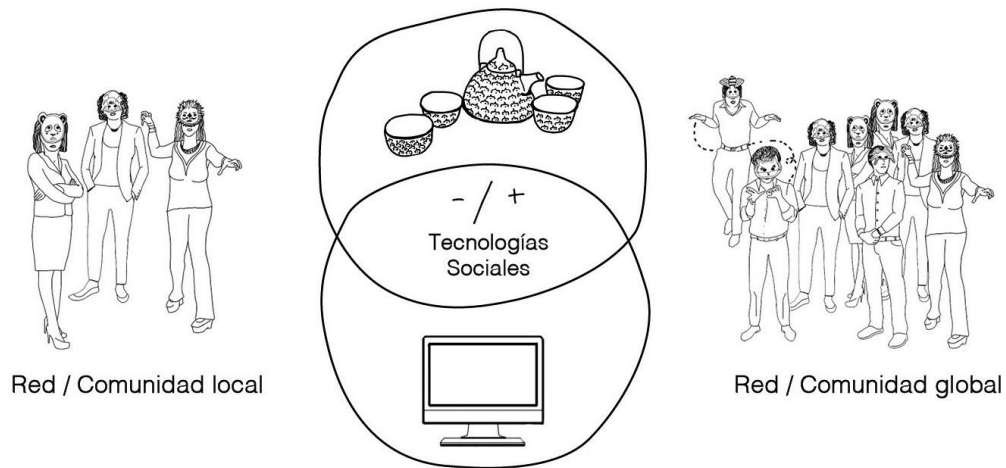 - / +
Tecnologías
Sociales
Red / Comunidad local
Red / Comunidad global